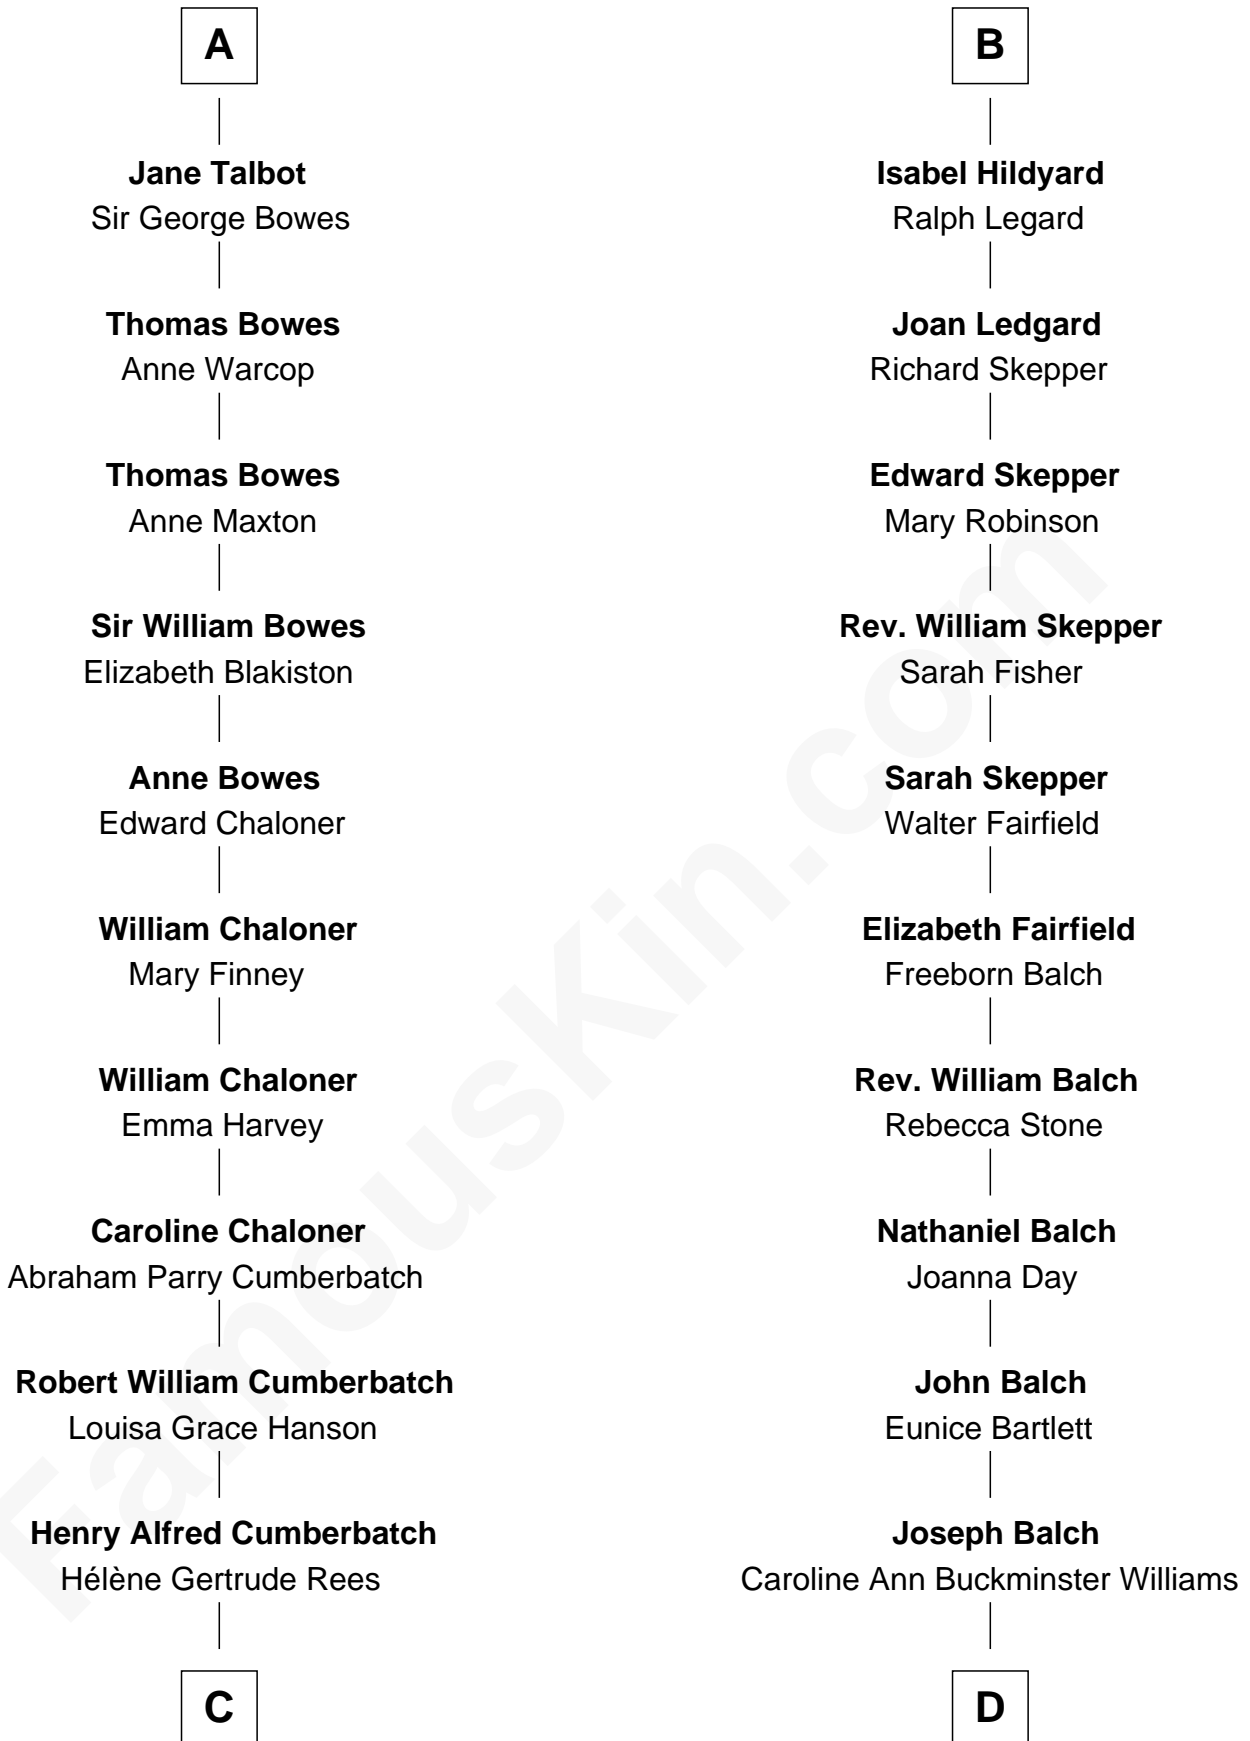 A
Jane Talbot
Sir George Bowes
Thomas Bowes
Anne Warcop
Thomas Bowes
Anne Maxton
Sir William Bowes
Elizabeth Blakiston
Anne Bowes
Edward Chaloner
William Chaloner
Mary Finney
William Chaloner
Emma Harvey
Caroline Chaloner
Abraham Parry Cumberbatch
Robert William Cumberbatch
Louisa Grace Hanson
Henry Alfred Cumberbatch
Hélène Gertrude Rees
C
B
Isabel Hildyard
Ralph Legard
Joan Ledgard
Richard Skepper
Edward Skepper
Mary Robinson
Rev. William Skepper
Sarah Fisher
Sarah Skepper
Walter Fairfield
Elizabeth Fairfield
Freeborn Balch
Rev. William Balch
Rebecca Stone
Nathaniel Balch
Joanna Day
John Balch
Eunice Bartlett
Joseph Balch
Caroline Ann Buckminster Williams
D
FamousKin.com